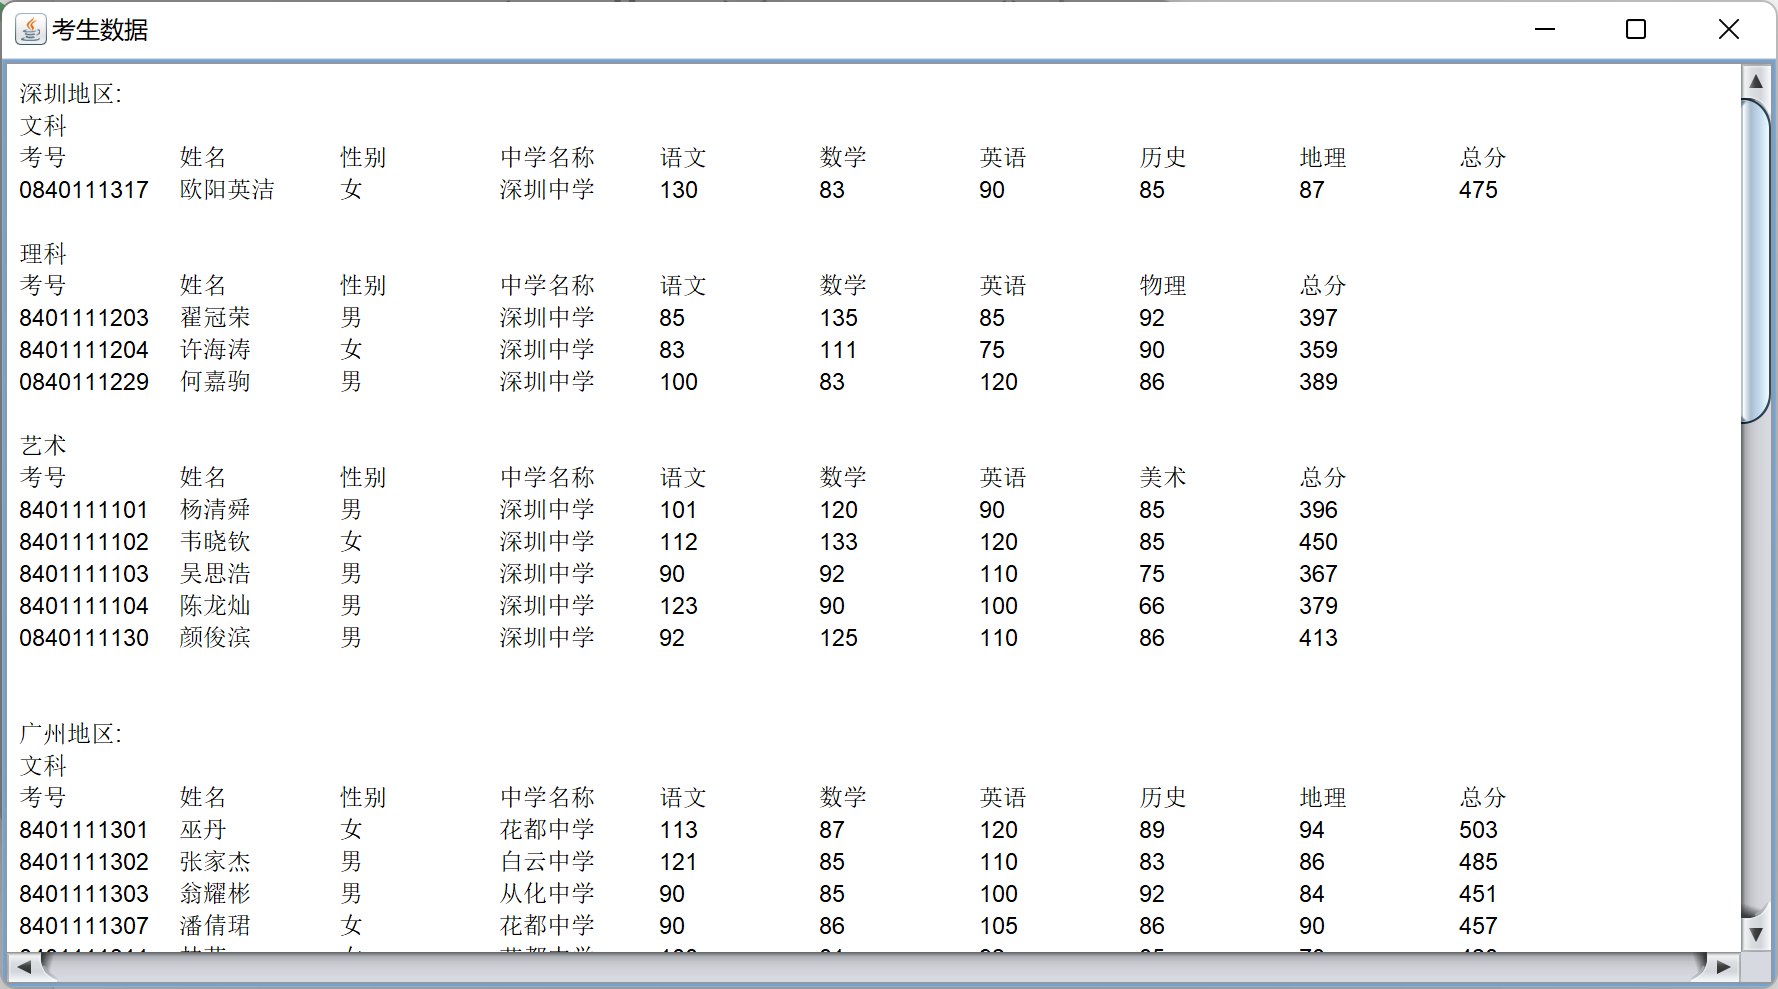 考生数据
深圳地区:
文科
考号 姓名 性别 中学名称 语文 数学 英语 历史 地理 总分
0840111317 欧阳英洁 女 深圳中学 130 83 90 85 87 475
理科
考号 姓名 性别 中学名称 语文 数学 英语 物理 总分
8401111203 翟冠荣 男 深圳中学 85 135 85 92 397
8401111204 许海涛 女 深圳中学 83 111 75 90 359
0840111229 何嘉驹 男 深圳中学 100 83 120 86 389
艺术
考号 姓名 性别 中学名称 语文 数学 英语 美术 总分
8401111101 杨清舜 男 深圳中学 101 120 90 85 396
8401111102 韦晓钦 女 深圳中学 112 133 120 85 450
8401111103 吴思浩 男 深圳中学 90 92 110 75 367
8401111104 陈龙灿 男 深圳中学 123 90 100 66 379
0840111130 颜俊滨 男 深圳中学 92 125 110 86 413
广州地区:
文科
考号 姓名 性别 中学名称 语文 数学 英语 历史 地理 总分
8401111301 巫丹 女 花都中学 113 87 120 89 94 503
8401111302 张家杰 男 白云中学 121 85 110 83 86 485
8401111303 翁耀彬 男 从化中学 90 85 100 92 84 451
8401111307 潘倩珺 女 花都中学 90 86 105 86 90 457